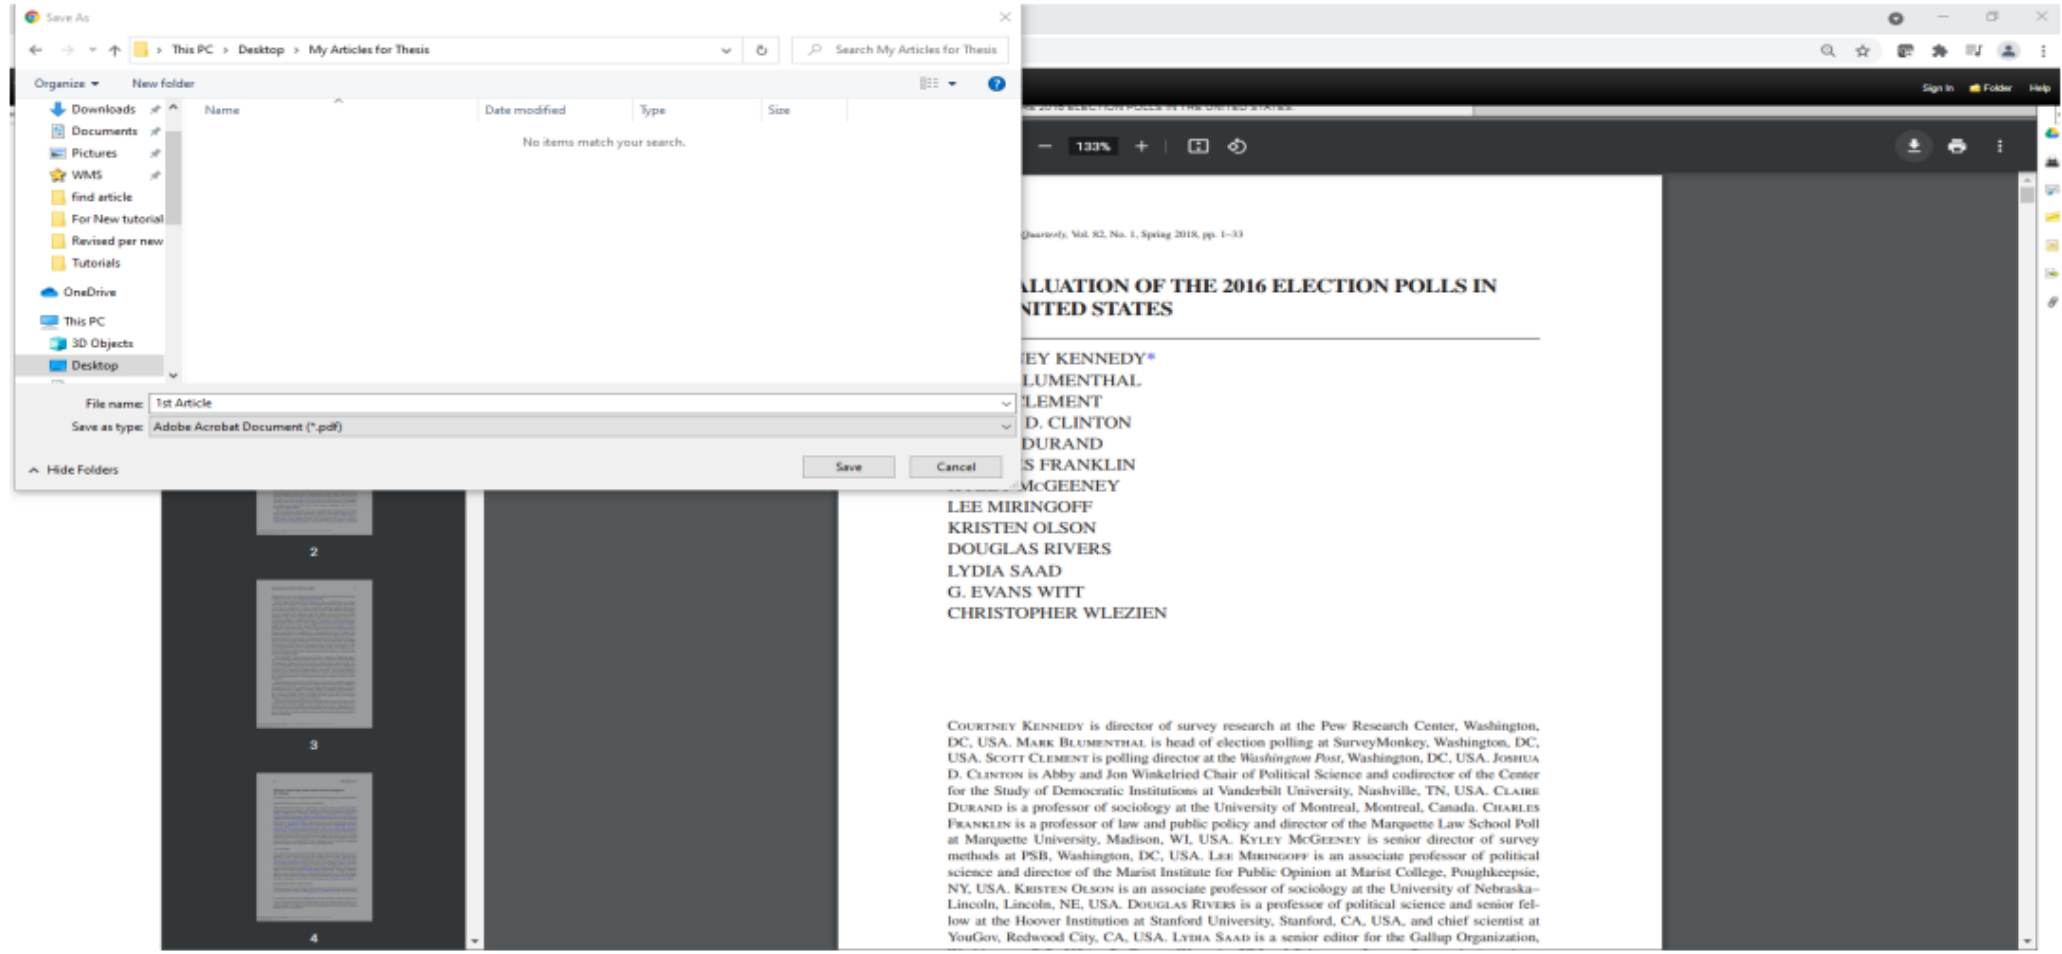 Save As
This PC > Desktop > My Articles for Thesis
Search My Articles for Thesis
Organize
New folder
Name
Date modified
Type
Size
No items match your search.
Downloads
Documents
Pictures
WMS
find article
For New tutorial
Revised per new
Tutorials
OneDrive
This PC
3D Objects
Desktop
File name: 1st Article
Save as type: Adobe Acrobat Document (*.pdf)
Hide Folders
Save
Cancel
Sign In
Folder
Help
THE 2016 ELECTION POLLS IN THE UNITED STATES.
133%
2
3
4
Quarterly, Vol. 82, No. 1, Spring 2018, pp. 1–33
ALUATION OF THE 2016 ELECTION POLLS IN
NITED STATES
EY KENNEDY*
LUMENTHAL
CLEMENT
D. CLINTON
DURAND
S FRANKLIN
McGEENEY
LEE MIRINGOFF
KRISTEN OLSON
DOUGLAS RIVERS
LYDIA SAAD
G. EVANS WITT
CHRISTOPHER WLEZIEN
Courtney Kennedy is director of survey research at the Pew Research Center, Washington,
DC, USA. Mark Blumenthal is head of election polling at SurveyMonkey, Washington, DC,
USA. Scott Clement is polling director at the Washington Post, Washington, DC, USA. Joshua
D. Clinton is Abby and Jon Winkelried Chair of Political Science and codirector of the Center
for the Study of Democratic Institutions at Vanderbilt University, Nashville, TN, USA. Claire
Durand is a professor of sociology at the University of Montreal, Montreal, Canada. Charles
Franklin is a professor of law and public policy and director of the Marquette Law School Poll
at Marquette University, Madison, WI, USA. Kyley McGeeney is senior director of survey
methods at PSB, Washington, DC, USA. Lee Miringoff is an associate professor of political
science and director of the Marist Institute for Public Opinion at Marist College, Poughkeepsie,
NY, USA. Kristen Olson is an associate professor of sociology at the University of Nebraska–
Lincoln, Lincoln, NE, USA. Douglas Rivers is a professor of political science and senior fel-
low at the Hoover Institution at Stanford University, Stanford, CA, USA, and chief scientist at
YouGov, Redwood City, CA, USA. Lydia Saad is a senior editor for the Gallup Organization,